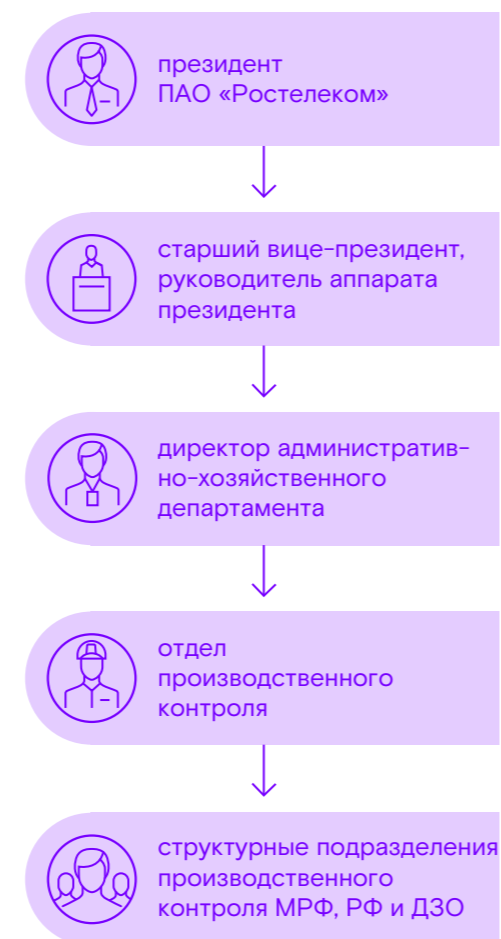 президент
ПАО «Ростелеком»
старший вице-президент,
руководитель аппарата
президента
директор административ-
но-хозяйственного
департамента
отдел
производственного
контроля
структурные подразделения
производственного
контроля МРФ, РФ и ДЗО